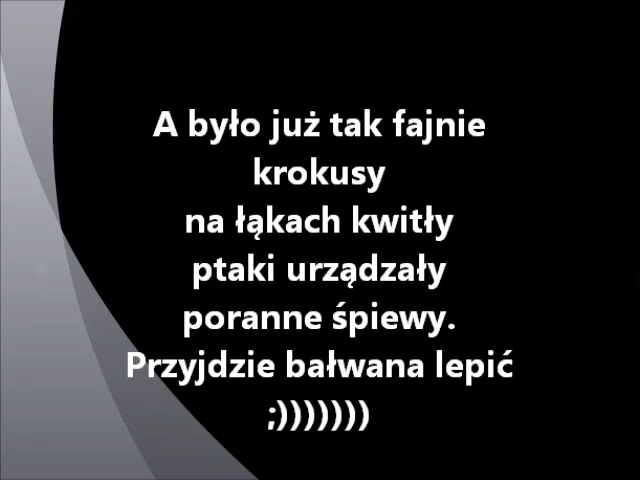 A było już tak fajnie
krokusy
na łąkach kwitły
ptaki urządzały
poranne śpiewy.
Przyjdzie bałwana lepić
;)))))))